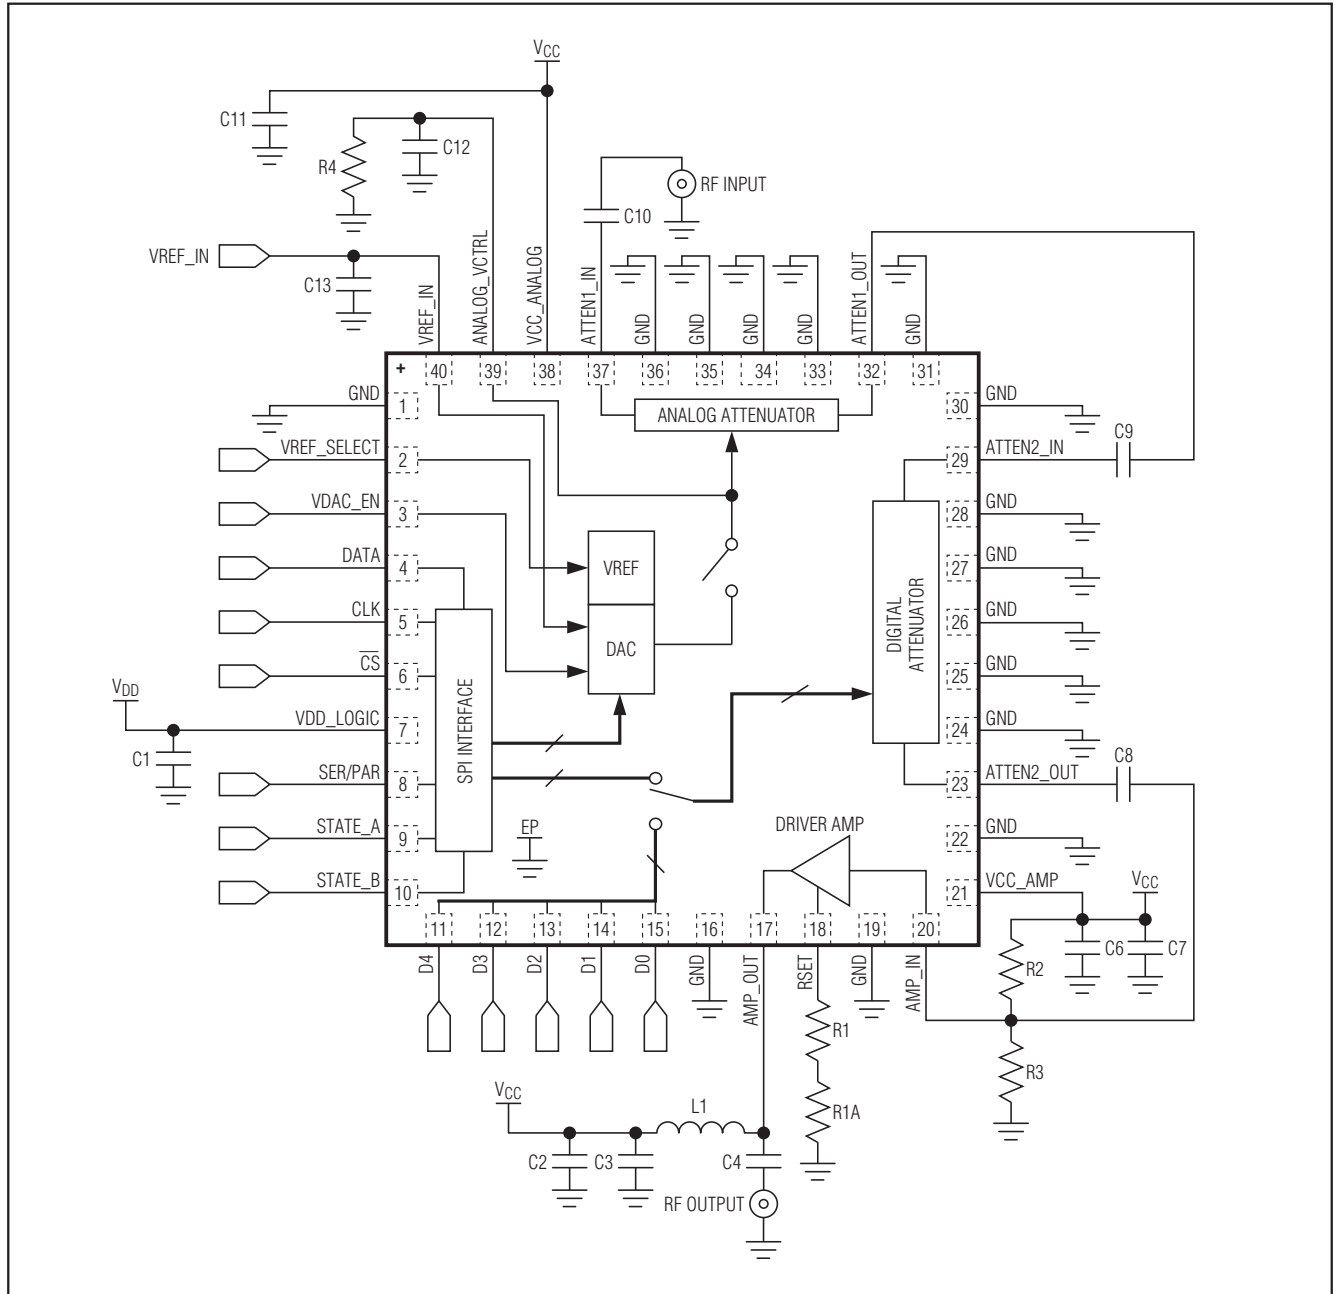 VCC
C11
C12
R4
RF INPUT
C10
VREF_IN
C13
VREF_IN
ANALOG_VCTRL
VCC_ANALOG
ATTEN1_IN
GND
GND
GND
GND
ATTEN1_OUT
GND
+
40
39
38
37
36
35
34
33
32
31
GND
1
ANALOG ATTENUATOR
30
GND
VREF_SELECT
2
29
ATTEN2_IN
C9
VDAC_EN
3
28
GND
DATA
4
VREF
27
GND
CLK
5
DAC
26
GND
CS
6
25
GND
VDD
VDD_LOGIC
7
SPI INTERFACE
DIGITAL
ATTENUATOR
24
GND
C1
SER/PAR
8
23
ATTEN2_OUT
C8
STATE_A
9
EP
DRIVER AMP
22
GND
STATE_B
10
21
VCC_AMP
VCC
11
12
13
14
15
16
17
18
19
20
D4
D3
D2
D1
D0
GND
AMP_OUT
RSET
GND
AMP_IN
R2
C6
C7
R1
R3
R1A
VCC
L1
C2
C3
C4
RF OUTPUT